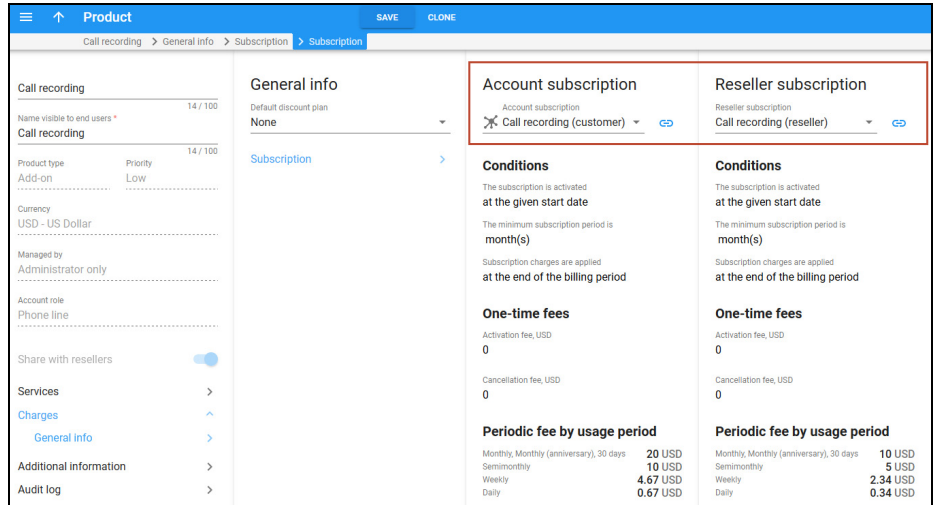 Product
SAVE
CLONE
Call recording > General info > Subscription > Subscription
Call recording
14 / 100
Name visible to end users *
Call recording
14 / 100
Product type
Priority
Add-on
Low
Currency
USD - US Dollar
Managed by
Administrator only
Account role
Phone line
Share with resellers
Services
Charges
General info
Additional information
Audit log
General info
Default discount plan
None
Subscription
Account subscription
Account subscription
Call recording (customer)
Conditions
The subscription is activated
at the given start date
The minimum subscription period is
month(s)
Subscription charges are applied
at the end of the billing period
One-time fees
Activation fee, USD
0
Cancellation fee, USD
0
Periodic fee by usage period
Monthly, Monthly (anniversary), 30 days 20 USD
Semimonthly 10 USD
Weekly 4.67 USD
Daily 0.67 USD
Reseller subscription
Reseller subscription
Call recording (reseller)
Conditions
The subscription is activated
at the given start date
The minimum subscription period is
month(s)
Subscription charges are applied
at the end of the billing period
One-time fees
Activation fee, USD
0
Cancellation fee, USD
0
Periodic fee by usage period
Monthly, Monthly (anniversary), 30 days 10 USD
Semimonthly 5 USD
Weekly 2.34 USD
Daily 0.34 USD